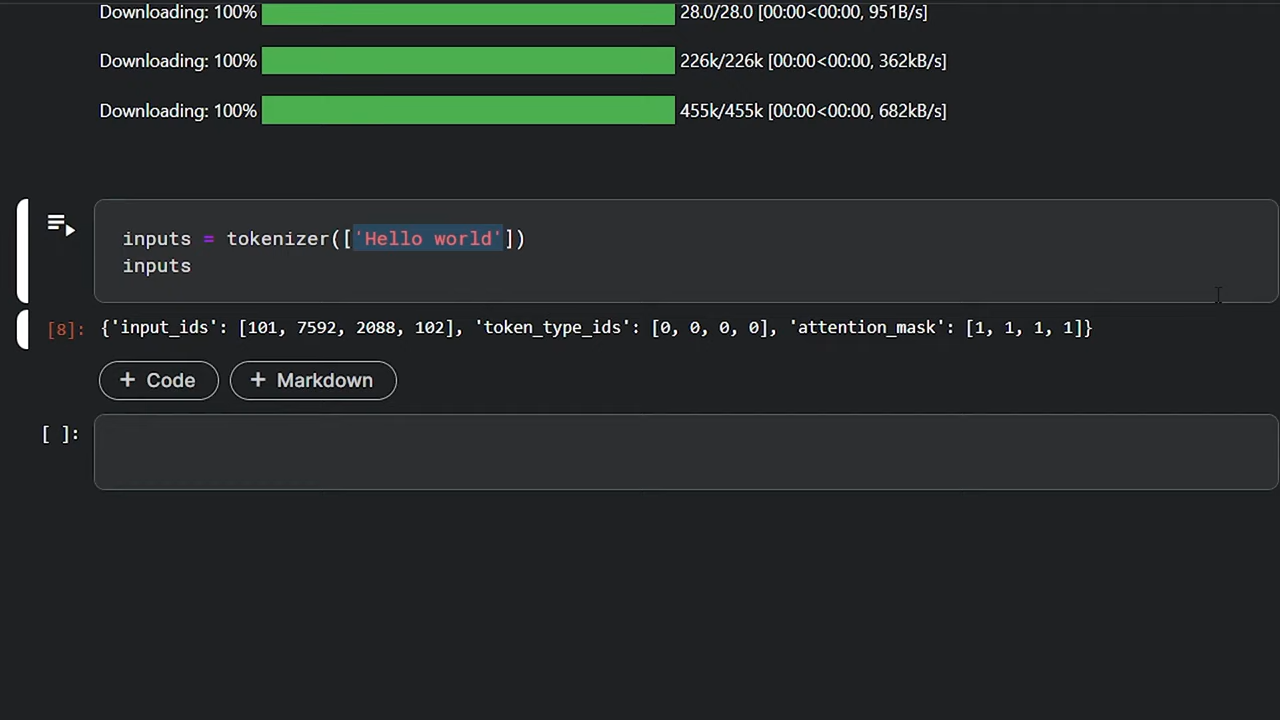 Downloading: 100% 28.0/28.0 [00:00<00:00, 951B/s]
Downloading: 100% 226k/226k [00:00<00:00, 362kB/s]
Downloading: 100% 455k/455k [00:00<00:00, 682kB/s]
inputs = tokenizer(['Hello world'])
inputs
[8]: {'input_ids': [101, 7592, 2088, 102], 'token_type_ids': [0, 0, 0, 0], 'attention_mask': [1, 1, 1, 1]}
+ Code + Markdown
[ ]: